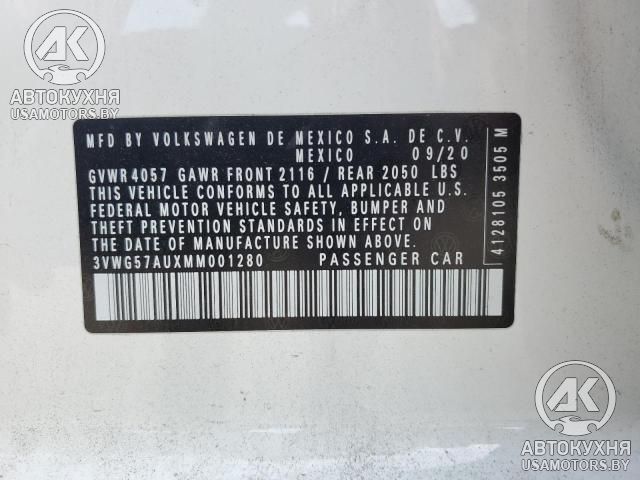 AK
АВТОКУХНЯ
USAMOTORS.BY
MFD BY VOLKSWAGEN DE MEXICO S.A. DE C.V.
MEXICO 09/20
GVWR4057 GAWR FRONT 2116 / REAR 2050 LBS
THIS VEHICLE CONFORMS TO ALL APPLICABLE U.S.
FEDERAL MOTOR VEHICLE SAFETY, BUMPER AND
THEFT PREVENTION STANDARDS IN EFFECT ON
THE DATE OF MANUFACTURE SHOWN ABOVE.
3VWG57AUXMM001280 PASSENGER CAR
4128105 3505 M
AK
АВТОКУХНЯ
USAMOTORS.BY